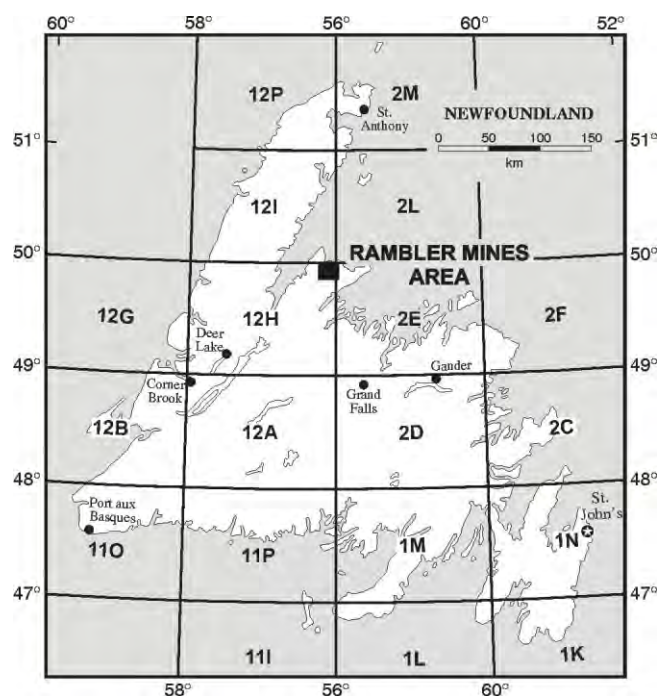 60°
58°
56°
60°
52°
12P
2M
St.
Anthony
NEWFOUNDLAND
0 50 100 150
km
51°
51°
12I
2L
50°
50°
RAMBLER MINES
AREA
12G
12H
2E
2F
Deer
Lake
49°
49°
Corner
Brook
Gander
Grand
Falls
12B
12A
2D
2C
48°
48°
Port aux
Basques
St.
John's
11O
11P
1M
1N
47°
47°
11I
1L
1K
58°
56°
60°